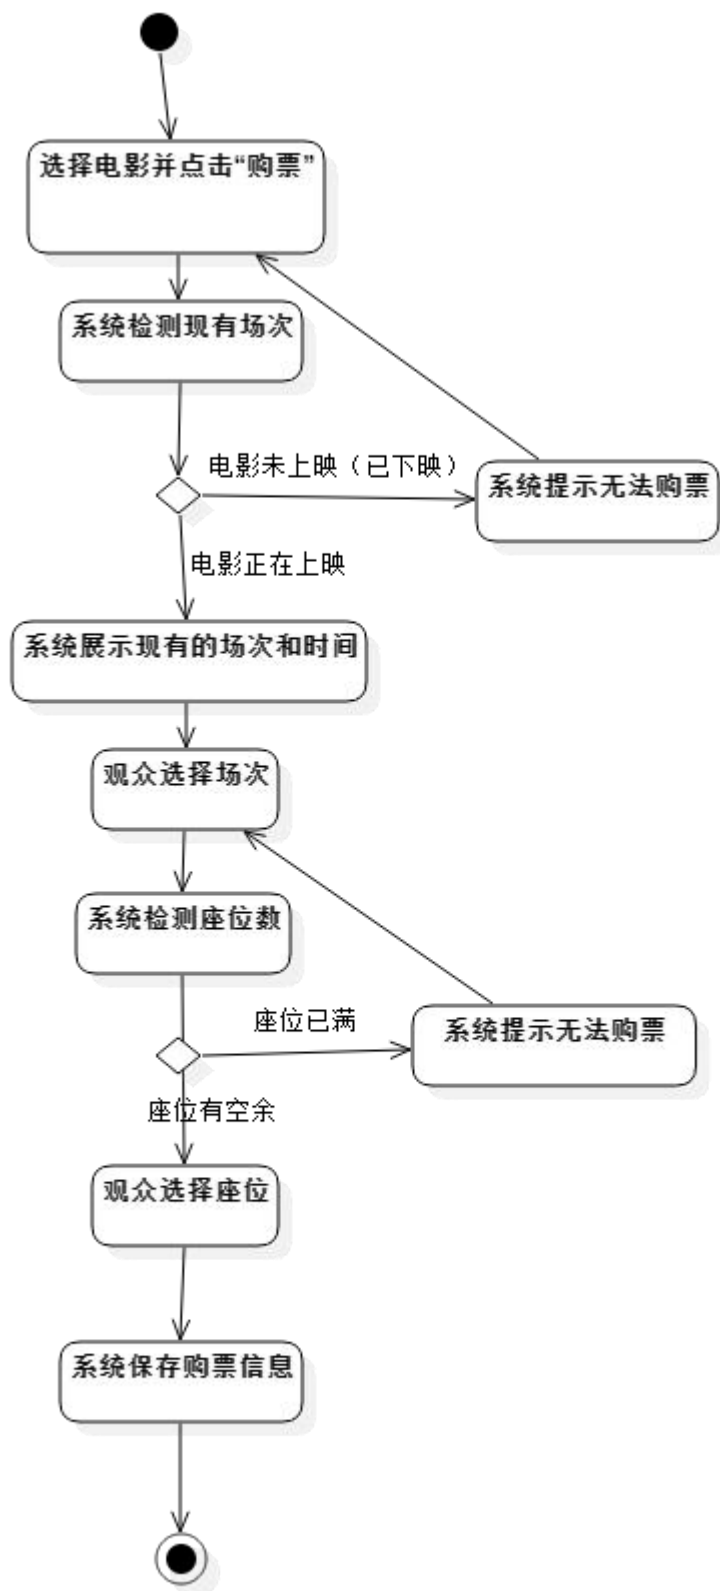 选择电影并点击“购票”
系统检测现有场次
电影未上映（已下映）
系统提示无法购票
电影正在上映
系统展示现有的场次和时间
观众选择场次
系统检测座位数
座位已满
系统提示无法购票
座位有空余
观众选择座位
系统保存购票信息